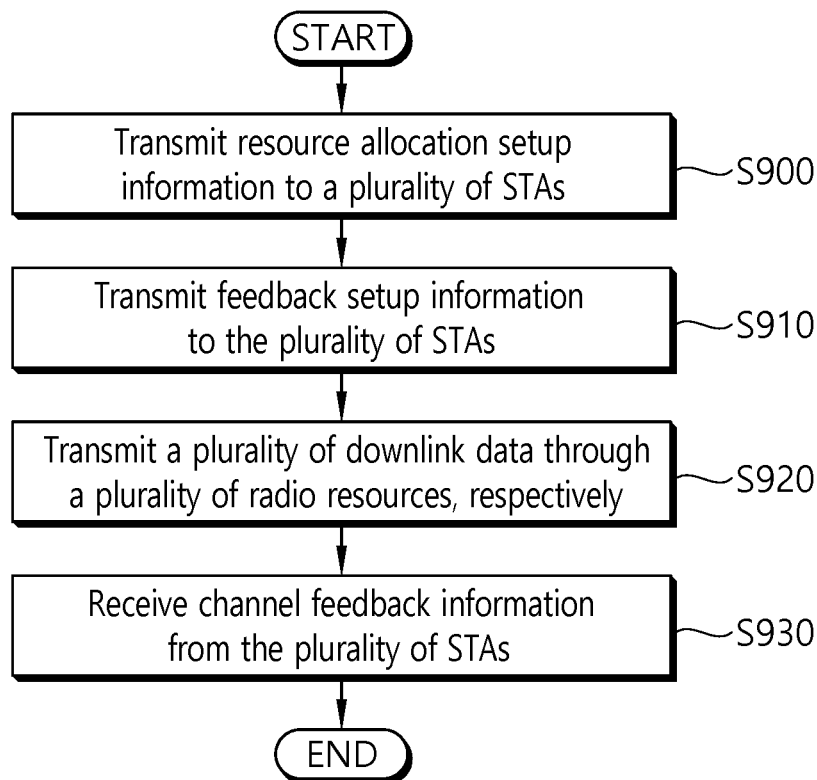 START
Transmit resource allocation setup
information to a plurality of STAs
S900
Transmit feedback setup information
to the plurality of STAs
S910
Transmit a plurality of downlink data through
a plurality of radio resources, respectively
S920
Receive channel feedback information
from the plurality of STAs
S930
END